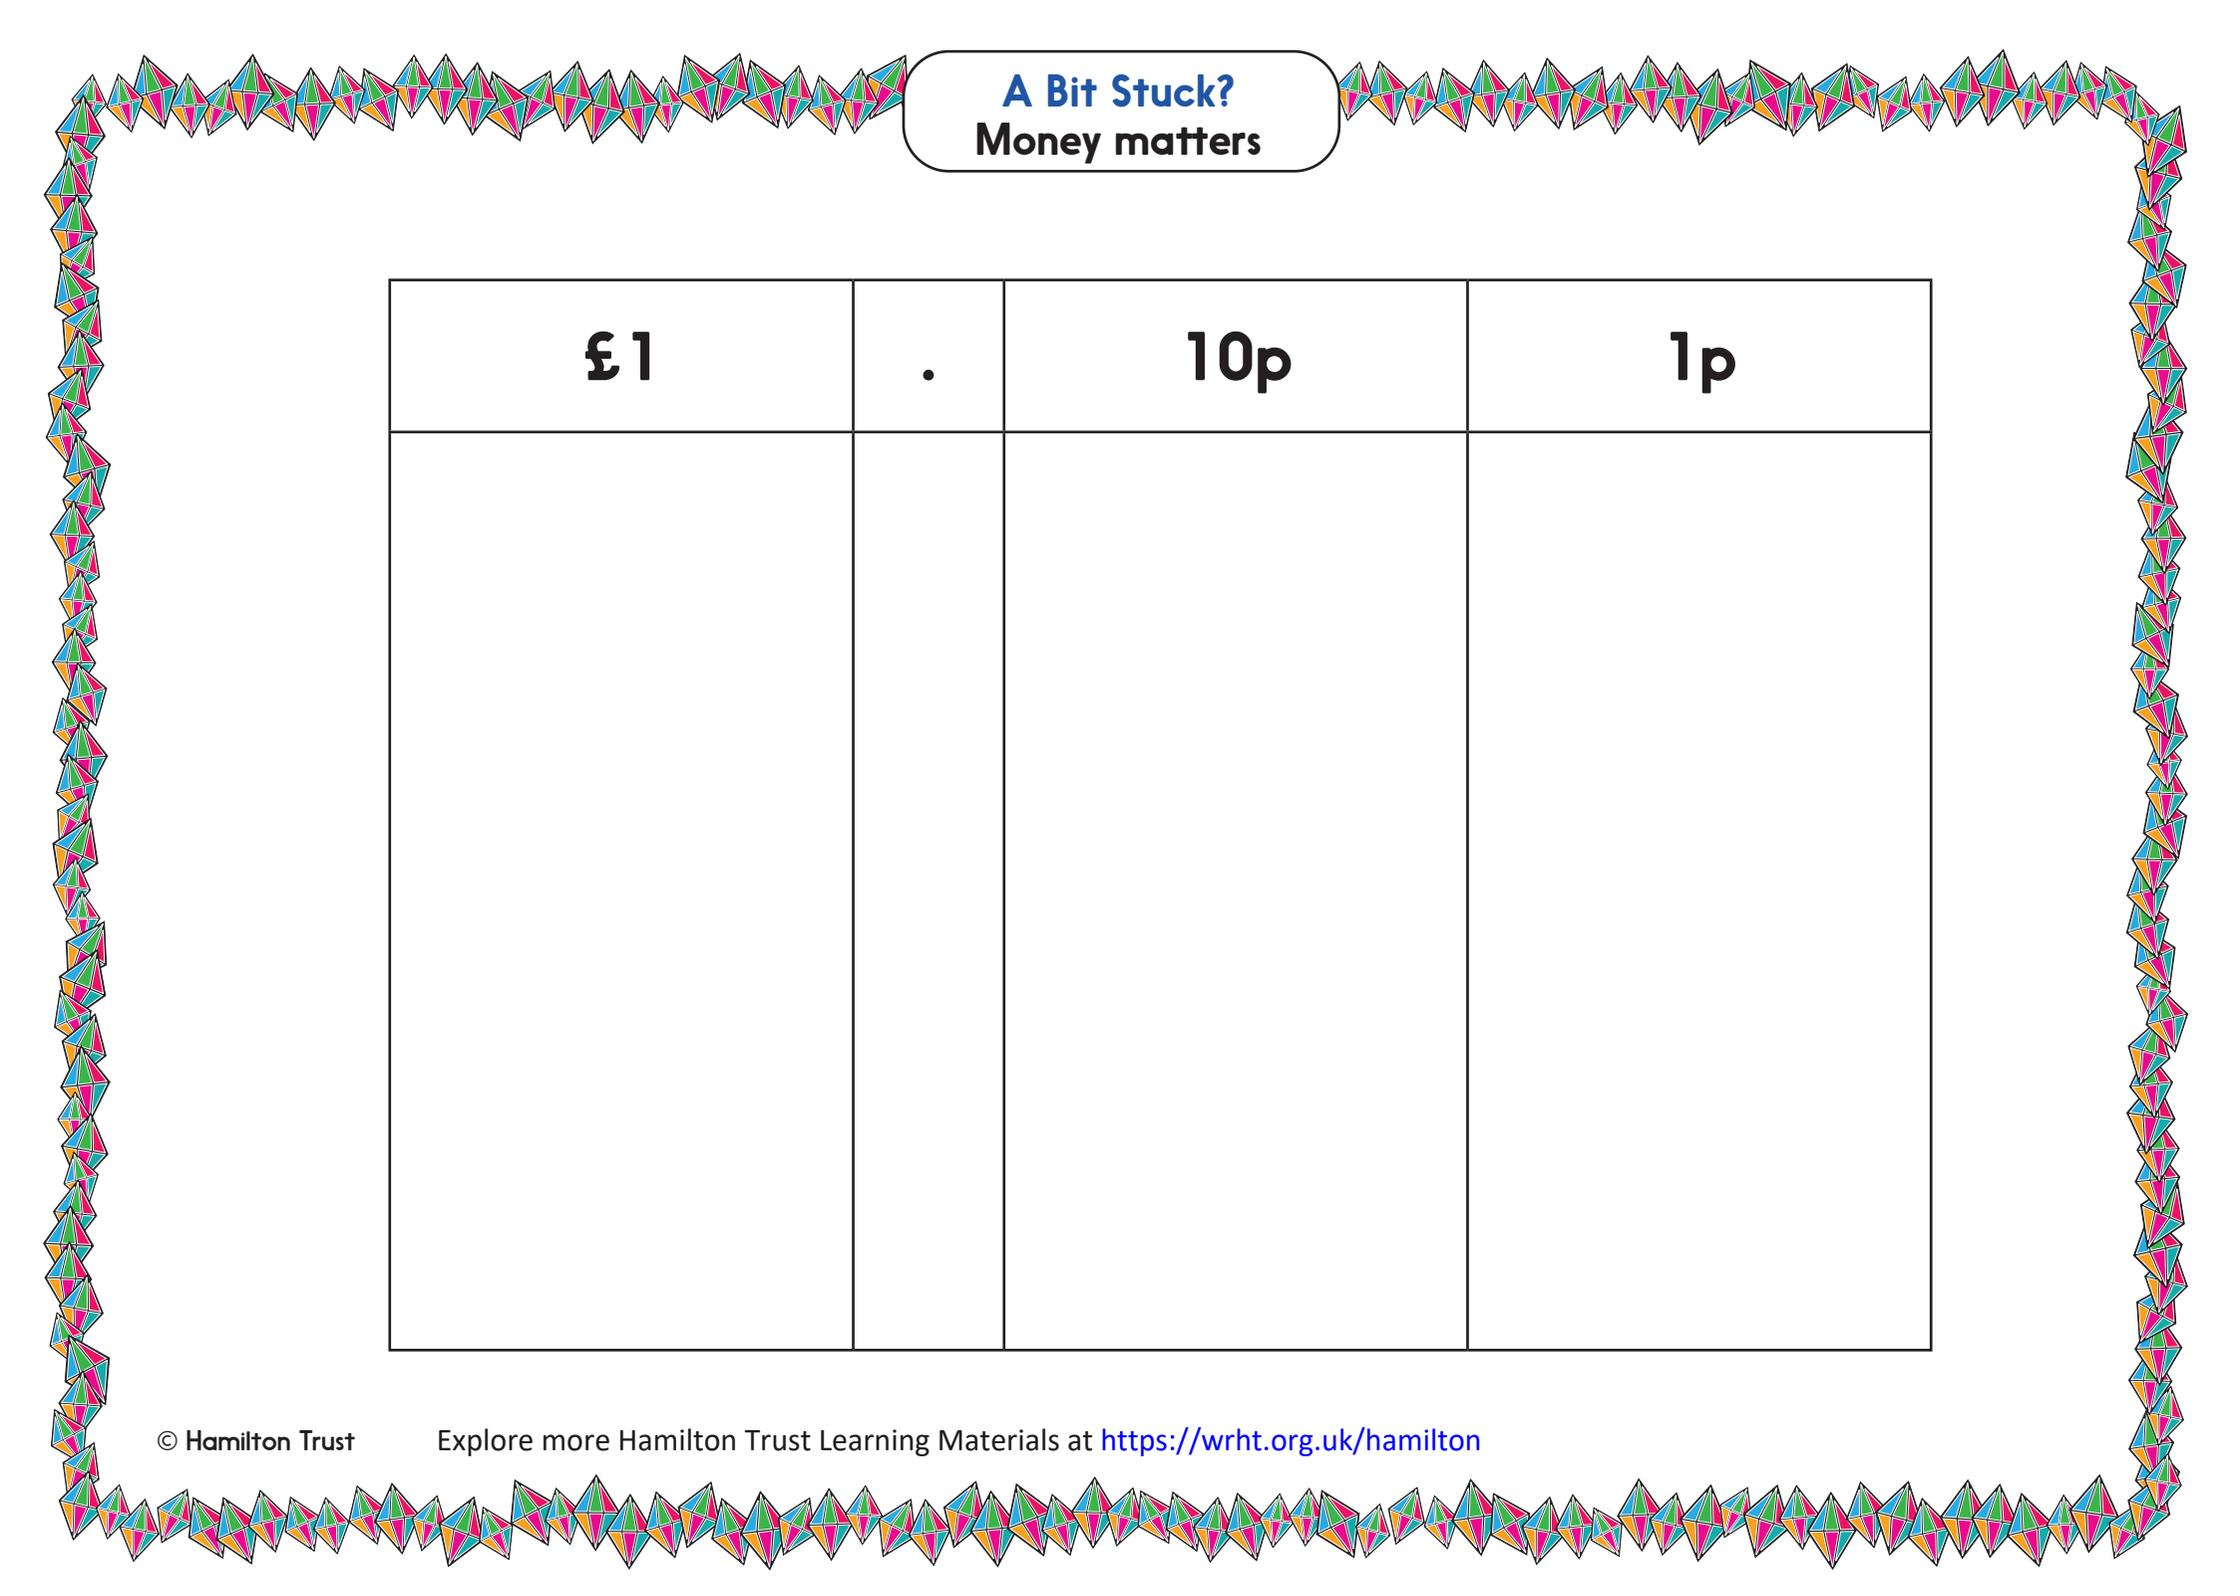 A Bit Stuck?
Money matters
£1 . 10p 1p
© Hamilton Trust Explore more Hamilton Trust Learning Materials at https://wrht.org.uk/hamilton